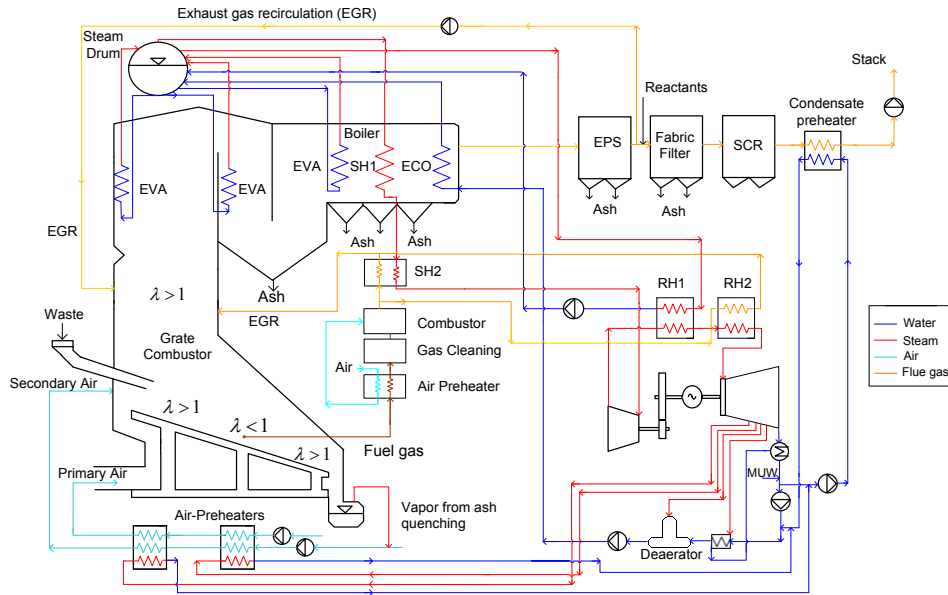 Exhaust gas recirculation (EGR)
Steam
Drum
Stack
Reactants
Condensate
preheater
Boiler
EPS
Fabric
Filter
SCR
EVA
EVA
EVA
SH1
ECO
Ash
Ash
Ash
Ash
EGR
Ash
SH2
RH1
RH2
λ>1
EGR
Waste
Grate
Combustor
Combustor
Water
Steam
Air
Flue gas
Gas Cleaning
Air
Air Preheater
Secondary Air
λ>1
λ<1
λ>1
Fuel gas
Primary Air
MUW
Vapor from ash
quenching
Air-Preheaters
Deaerator